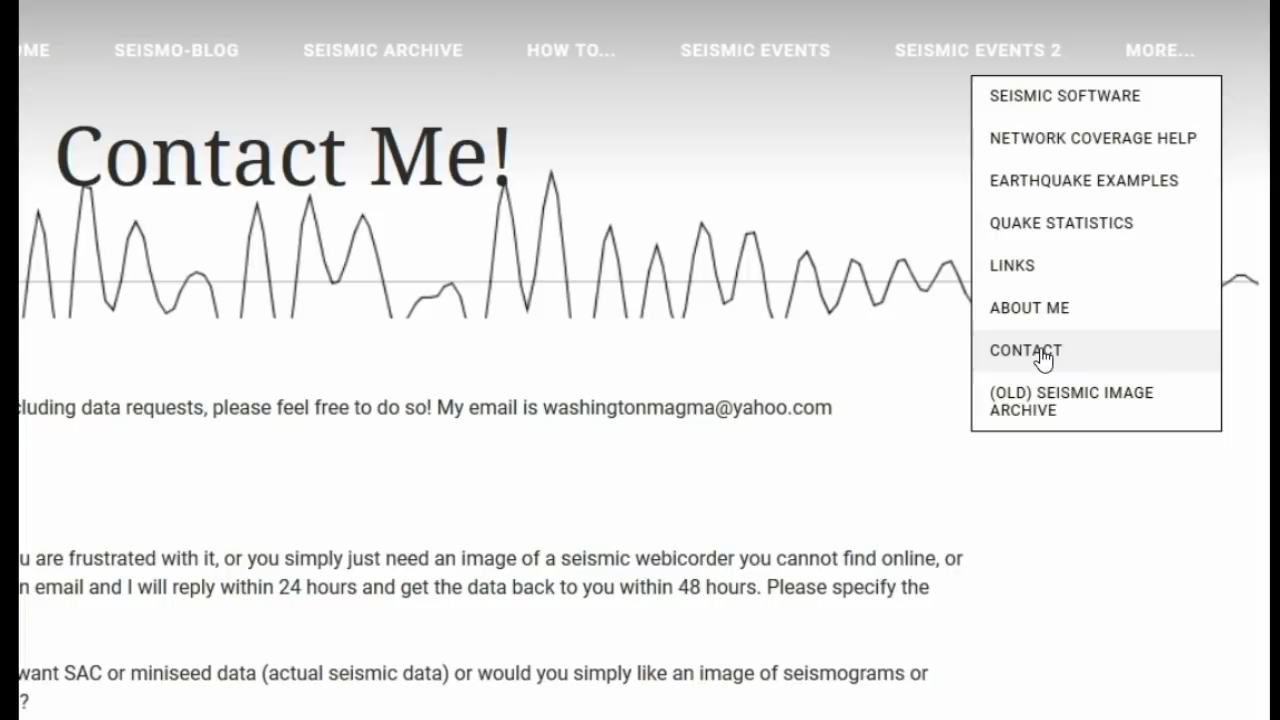 OME SEISMO-BLOG SEISMIC ARCHIVE HOW TO... SEISMIC EVENTS SEISMIC EVENTS 2 MORE...
Contact Me!
SEISMIC SOFTWARE
NETWORK COVERAGE HELP
EARTHQUAKE EXAMPLES
QUAKE STATISTICS
LINKS
ABOUT ME
CONTACT
(OLD) SEISMIC IMAGE
ARCHIVE
cluding data requests, please feel free to do so! My email is washingtonmagma@yahoo.com
u are frustrated with it, or you simply just need an image of a seismic webicorder you cannot find online, or
n email and I will reply within 24 hours and get the data back to you within 48 hours. Please specify the
want SAC or miniseed data (actual seismic data) or would you simply like an image of seismograms or
?